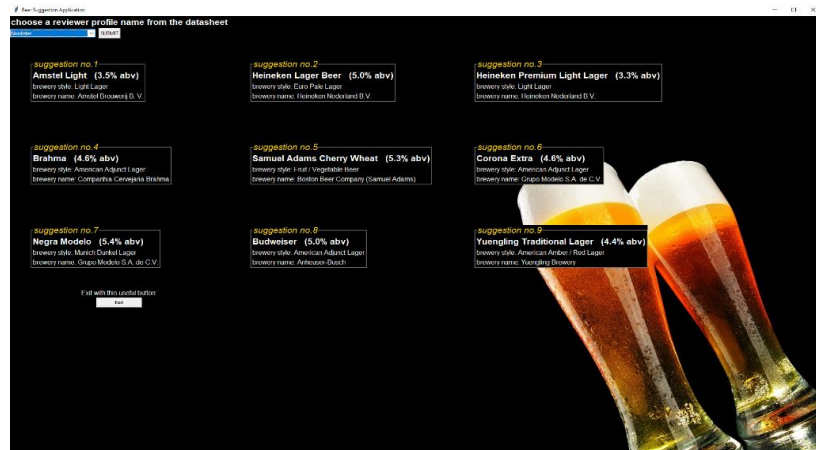 Beer Suggestion Application
choose a reviewer profile name from the datasheet
SUBMIT
suggestion no.1
Amstel Light (3.5% abv)
brewery style: Light Lager
brewery name: Amstel Brouwerij B. V.
suggestion no.2
Heineken Lager Beer (5.0% abv)
brewery style: Euro Pale Lager
brewery name: Heineken Nederland B.V.
suggestion no.3
Heineken Premium Light Lager (3.3% abv)
brewery style: Light Lager
brewery name: Heineken Nederland B.V.
suggestion no.4
Brahma (4.6% abv)
brewery style: American Adjunct Lager
brewery name: Companhia Cervejaria Brahma
suggestion no.5
Samuel Adams Cherry Wheat (5.3% abv)
brewery style: Fruit / Vegetable Beer
brewery name: Boston Beer Company (Samuel Adams)
suggestion no.6
Corona Extra (4.6% abv)
brewery style: American Adjunct Lager
brewery name: Grupo Modelo S.A. de C.V.
suggestion no.7
Negra Modelo (5.4% abv)
brewery style: Munich Dunkel Lager
brewery name: Grupo Modelo S.A. de C.V.
suggestion no.8
Budweiser (5.0% abv)
brewery style: American Adjunct Lager
brewery name: Anheuser-Busch
suggestion no.9
Yuengling Traditional Lager (4.4% abv)
brewery style: American Amber / Red Lager
brewery name: Yuengling Brewery
Exit with this useful button: